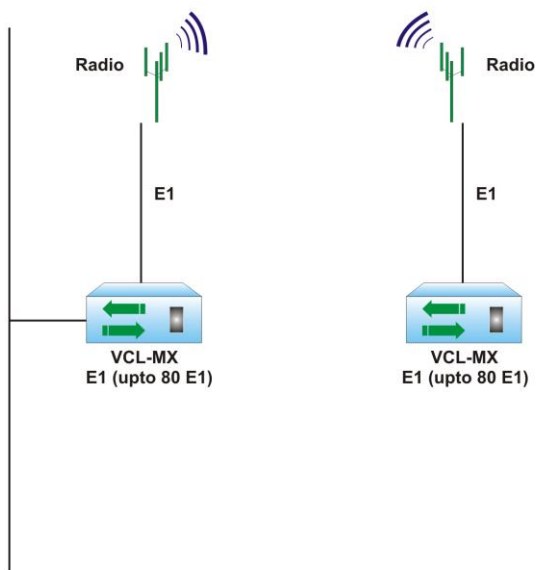 Radio
Radio
E1
E1
VCL-MX
E1 (upto 80 E1)
VCL-MX
E1 (upto 80 E1)